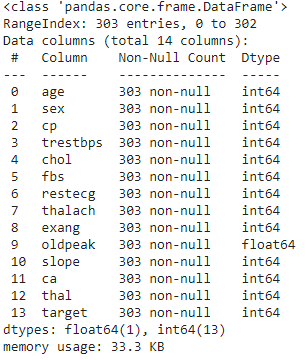 <class 'pandas.core.frame.DataFrame'>
RangeIndex: 303 entries, 0 to 302
Data columns (total 14 columns):
 #   Column    Non-Null Count  Dtype
---  ------    --------------  -----
 0   age       303 non-null    int64
 1   sex       303 non-null    int64
 2   cp        303 non-null    int64
 3   trestbps  303 non-null    int64
 4   chol      303 non-null    int64
 5   fbs       303 non-null    int64
 6   restecg   303 non-null    int64
 7   thalach   303 non-null    int64
 8   exang     303 non-null    int64
 9   oldpeak   303 non-null    float64
 10  slope     303 non-null    int64
 11  ca        303 non-null    int64
 12  thal      303 non-null    int64
 13  target    303 non-null    int64
dtypes: float64(1), int64(13)
memory usage: 33.3 KB